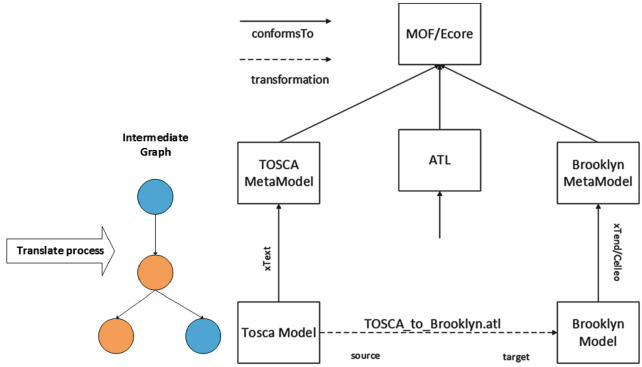 conformsTo
transformation
MOF/Ecore
Intermediate
Graph
TOSCA
MetaModel
ATL
Brooklyn
MetaModel
Translate process
xText
xTend/Celleo
Tosca Model
TOSCA_to_Brooklyn.atl
Brooklyn
Model
source
target